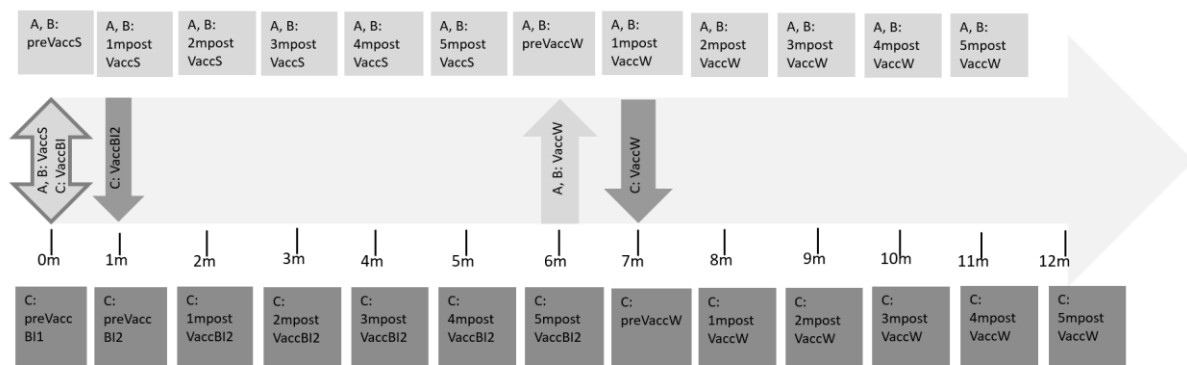 A, B:
preVaccS
A, B:
1mpost
VaccS
A, B:
2mpost
VaccS
A, B:
3mpost
VaccS
A, B:
4mpost
VaccS
A, B:
5mpost
VaccS
A, B:
preVaccW
A, B:
1mpost
VaccW
A, B:
2mpost
VaccW
A, B:
3mpost
VaccW
A, B:
4mpost
VaccW
A, B:
5mpost
VaccW
A, B: VaccS
C: VaccBI
C: VaccBI2
A, B: VaccW
C: VaccW
0m
1m
2m
3m
4m
5m
6m
7m
8m
9m
10m
11m
12m
C:
preVacc
BI1
C:
preVacc
BI2
C:
1mpost
VaccBI2
C:
2mpost
VaccBI2
C:
3mpost
VaccBI2
C:
4mpost
VaccBI2
C:
5mpost
VaccBI2
C:
preVaccW
C:
1mpost
VaccW
C:
2mpost
VaccW
C:
3mpost
VaccW
C:
4mpost
VaccW
C:
5mpost
VaccW